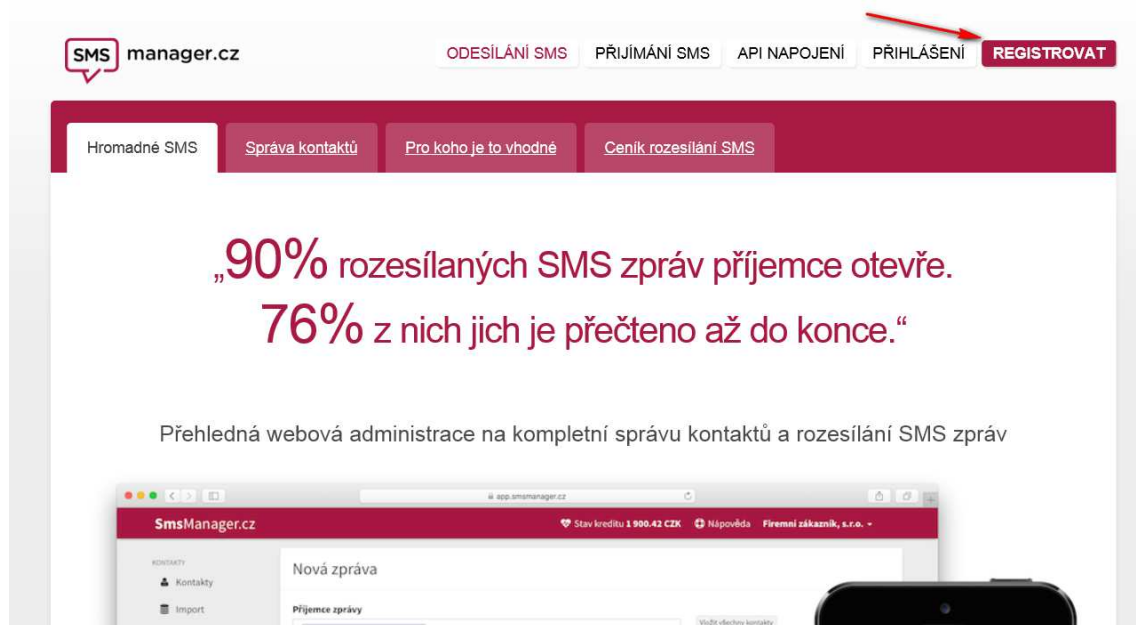 SMS manager.cz
ODESÍLÁNÍ SMS PŘIJÍMÁNÍ SMS API NAPOJENÍ PŘIHLÁŠENÍ REGISTROVAT
Hromadné SMS Správa kontaktů Pro koho je to vhodné Ceník rozesílání SMS
„90% rozesílaných SMS zpráv příjemce otevře.
76% z nich jich je přečteno až do konce.“
Přehledná webová administrace na kompletní správu kontaktů a rozesílání SMS zpráv
app.smsmanager.cz
SmsManager.cz Stav kreditu 1 900.42 CZK Nápověda Firemní zákazník, s.r.o.
KONTAKTY
Nová zpráva
Kontakty
Import
Příjemce zprávy
Vložit všechny kontakty